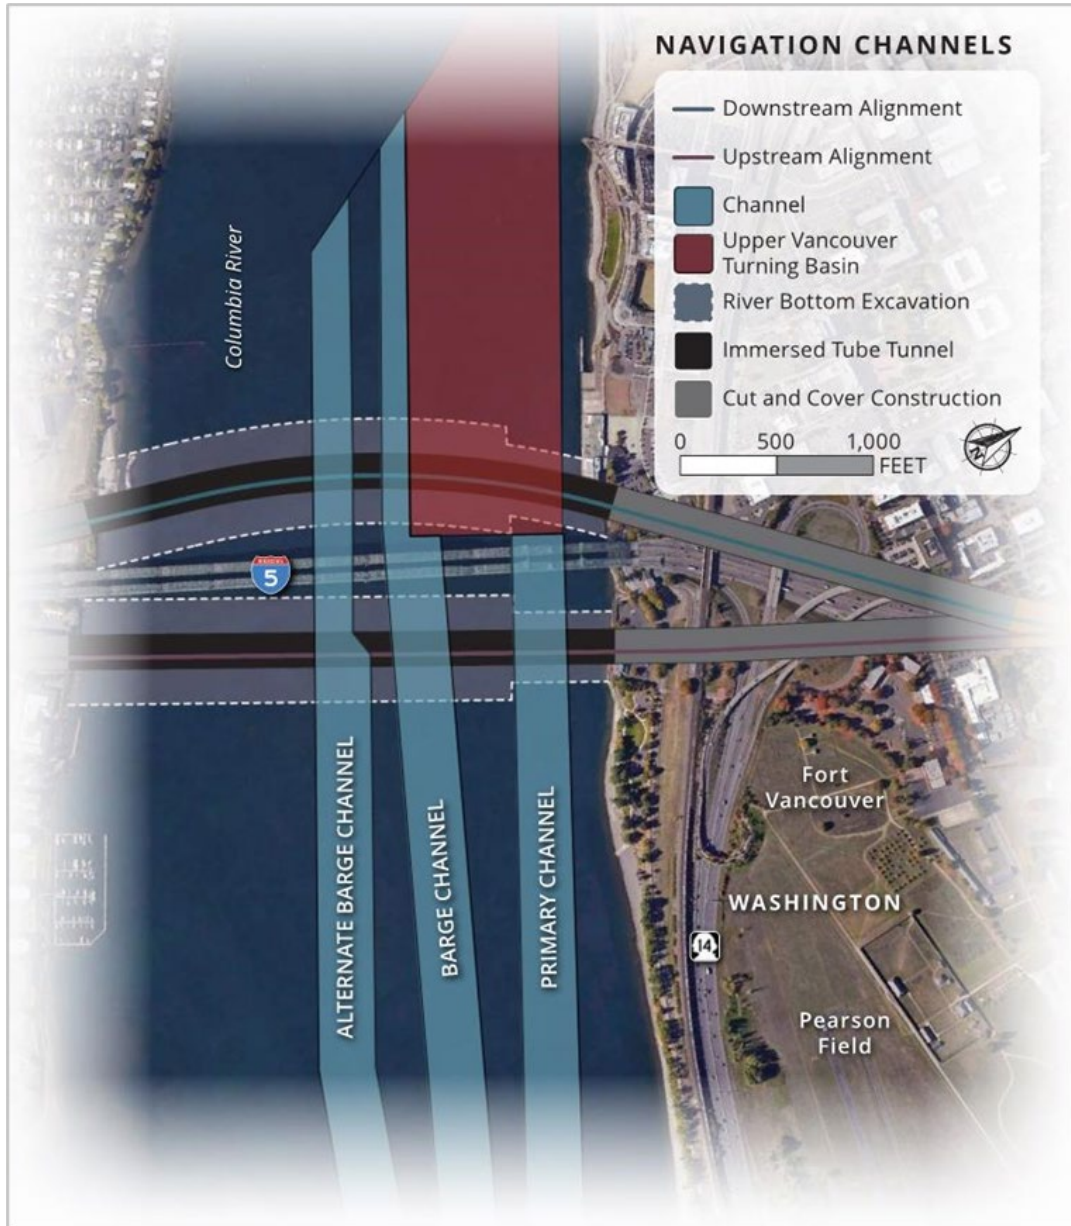 NAVIGATION CHANNELS
Downstream Alignment
Upstream Alignment
Channel
Upper Vancouver
Turning Basin
River Bottom Excavation
Immersed Tube Tunnel
Cut and Cover Construction
0 500 1,000
FEET
N
Columbia River
5
ALTERNATE BARGE CHANNEL
BARGE CHANNEL
PRIMARY CHANNEL
Fort
Vancouver
WASHINGTON
14
Pearson
Field